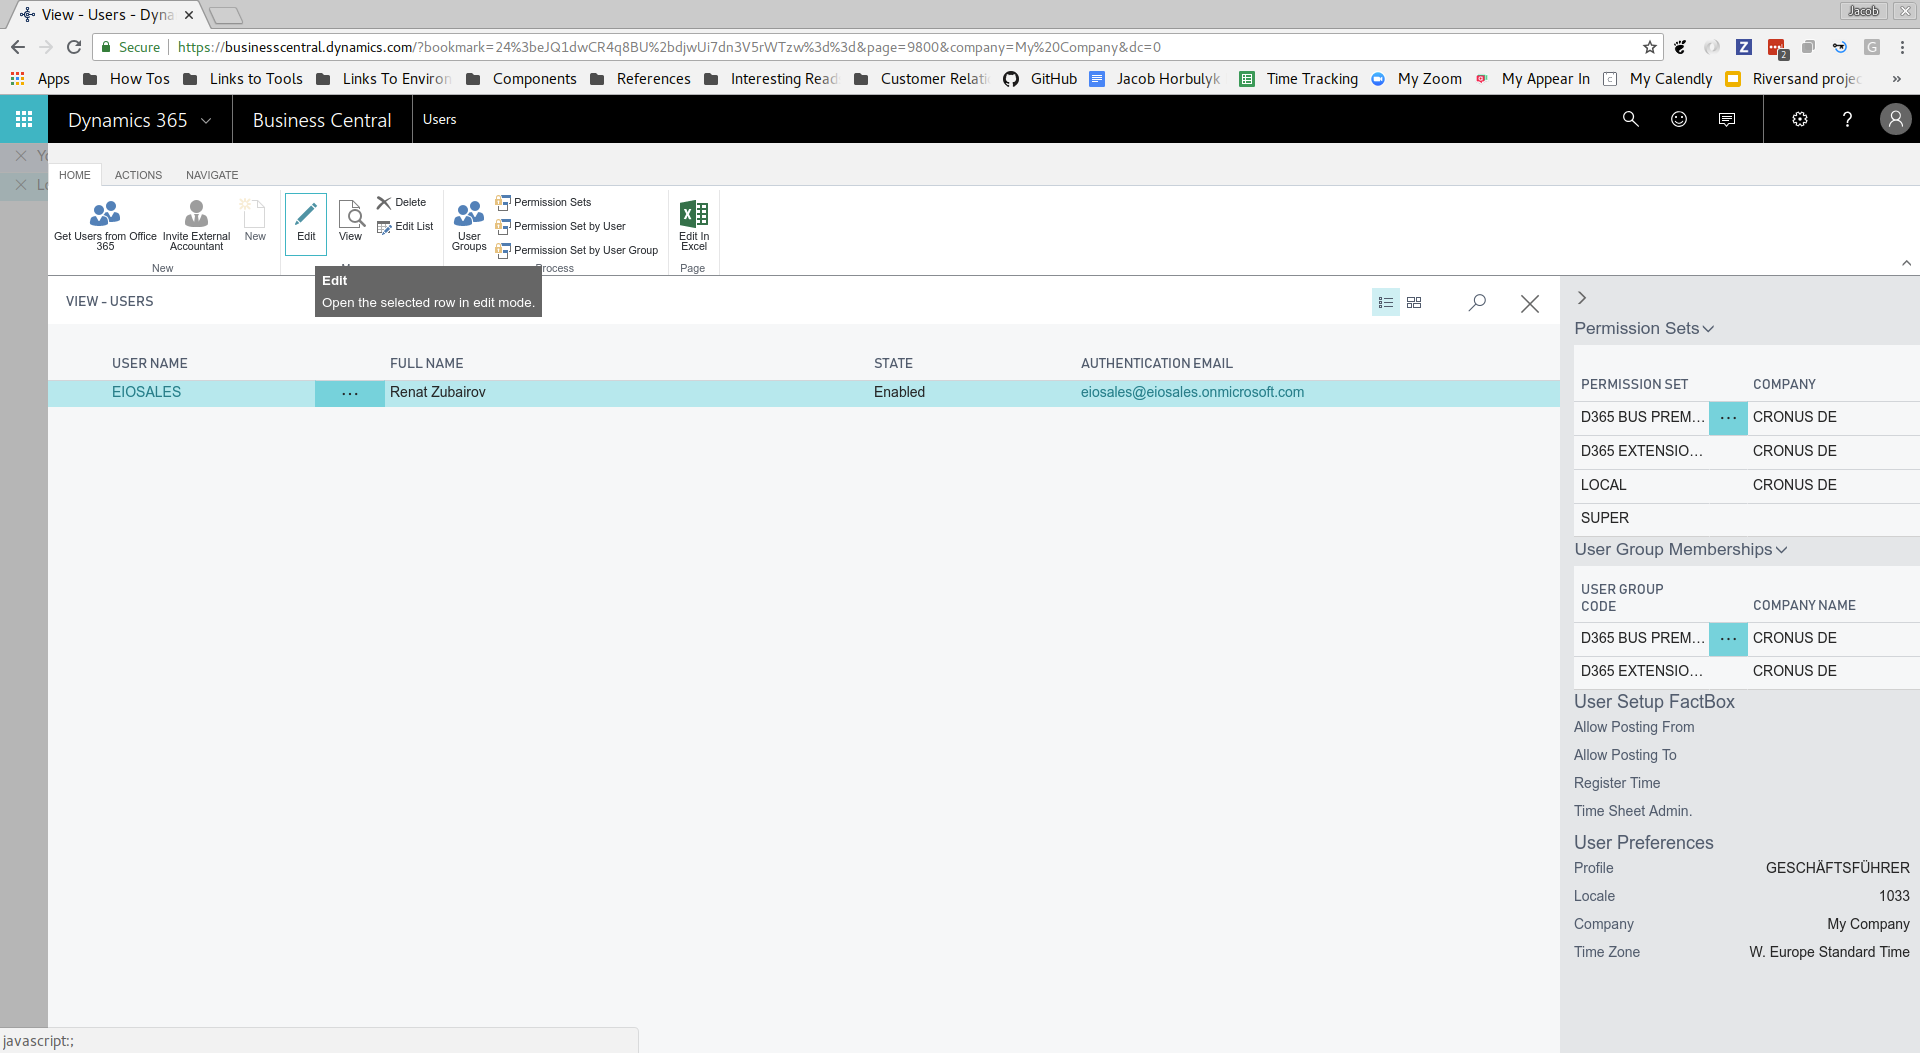 View - Users - Dyna
Jacob
Secure
https://businesscentral.dynamics.com/?bookmark=24%3beJQ1dwCR4q8BU%2bdjwUi7dn3V5rWTzw%3d%3d&page=9800&company=My%20Company&dc=0
Apps How Tos Links to Tools Links To Environ Components References Interesting Read Customer Relati GitHub Jacob Horbulyk Time Tracking My Zoom My Appear In My Calendly Riversand projec »
Dynamics 365 Business Central Users
HOME ACTIONS NAVIGATE
Get Users from Office 365
Invite External Accountant
New
New
Edit
View
Delete
Edit List
User Groups
Permission Sets
Permission Set by User
Permission Set by User Group
Process
Edit In Excel
Page
Edit
Open the selected row in edit mode.
VIEW - USERS
USER NAME FULL NAME STATE AUTHENTICATION EMAIL
EIOSALES ... Renat Zubairov Enabled eiosales@eiosales.onmicrosoft.com
Permission Sets
PERMISSION SET COMPANY
D365 BUS PREM... ... CRONUS DE
D365 EXTENSIO... CRONUS DE
LOCAL CRONUS DE
SUPER
User Group Memberships
USER GROUP CODE COMPANY NAME
D365 BUS PREM... ... CRONUS DE
D365 EXTENSIO... CRONUS DE
User Setup FactBox
Allow Posting From
Allow Posting To
Register Time
Time Sheet Admin.
User Preferences
Profile GESCHÄFTSFÜHRER
Locale 1033
Company My Company
Time Zone W. Europe Standard Time
javascript:;